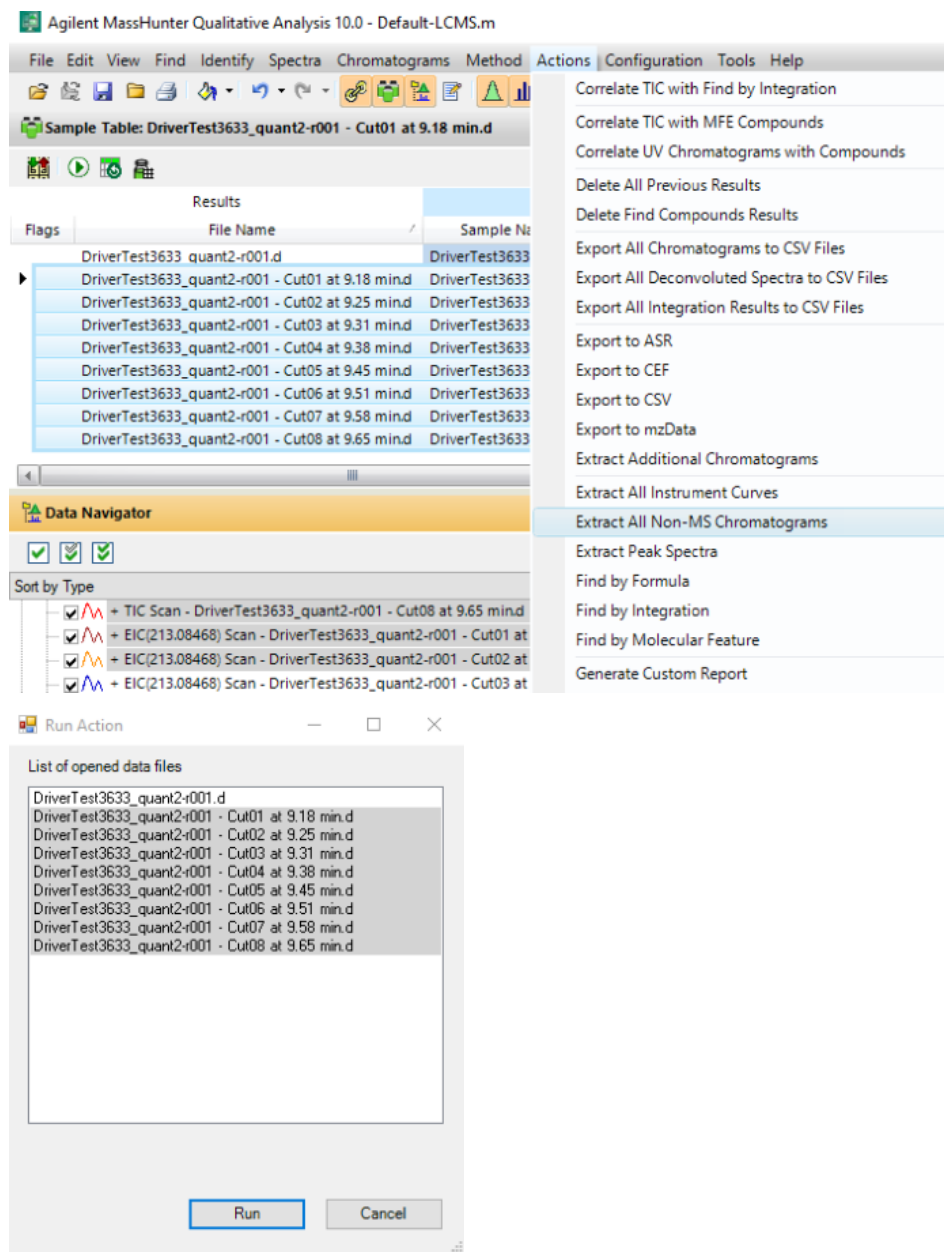 Agilent MassHunter Qualitative Analysis 10.0 - Default-LCMS.m
File Edit View Find Identify Spectra Chromatograms Method Actions Configuration Tools Help
Sample Table: DriverTest3633_quant2-r001 - Cut01 at 9.18 min.d
Results
Flags File Name Sample Na
DriverTest3633_quant2-r001.d DriverTest3633
DriverTest3633_quant2-r001 - Cut01 at 9.18 min.d DriverTest3633
DriverTest3633_quant2-r001 - Cut02 at 9.25 min.d DriverTest3633
DriverTest3633_quant2-r001 - Cut03 at 9.31 min.d DriverTest3633
DriverTest3633_quant2-r001 - Cut04 at 9.38 min.d DriverTest3633
DriverTest3633_quant2-r001 - Cut05 at 9.45 min.d DriverTest3633
DriverTest3633_quant2-r001 - Cut06 at 9.51 min.d DriverTest3633
DriverTest3633_quant2-r001 - Cut07 at 9.58 min.d DriverTest3633
DriverTest3633_quant2-r001 - Cut08 at 9.65 min.d DriverTest3633
Data Navigator
Sort by Type
+ TIC Scan - DriverTest3633_quant2-r001 - Cut08 at 9.65 min.d
+ EIC(213.08468) Scan - DriverTest3633_quant2-r001 - Cut01 at
+ EIC(213.08468) Scan - DriverTest3633_quant2-r001 - Cut02 at
+ EIC(213.08468) Scan - DriverTest3633_quant2-r001 - Cut03 at
Correlate TIC with Find by Integration
Correlate TIC with MFE Compounds
Correlate UV Chromatograms with Compounds
Delete All Previous Results
Delete Find Compounds Results
Export All Chromatograms to CSV Files
Export All Deconvoluted Spectra to CSV Files
Export All Integration Results to CSV Files
Export to ASR
Export to CEF
Export to CSV
Export to mzData
Extract Additional Chromatograms
Extract All Instrument Curves
Extract All Non-MS Chromatograms
Extract Peak Spectra
Find by Formula
Find by Integration
Find by Molecular Feature
Generate Custom Report
Run Action
List of opened data files
DriverTest3633_quant2-r001.d
DriverTest3633_quant2-r001 - Cut01 at 9.18 min.d
DriverTest3633_quant2-r001 - Cut02 at 9.25 min.d
DriverTest3633_quant2-r001 - Cut03 at 9.31 min.d
DriverTest3633_quant2-r001 - Cut04 at 9.38 min.d
DriverTest3633_quant2-r001 - Cut05 at 9.45 min.d
DriverTest3633_quant2-r001 - Cut06 at 9.51 min.d
DriverTest3633_quant2-r001 - Cut07 at 9.58 min.d
DriverTest3633_quant2-r001 - Cut08 at 9.65 min.d
Run Cancel